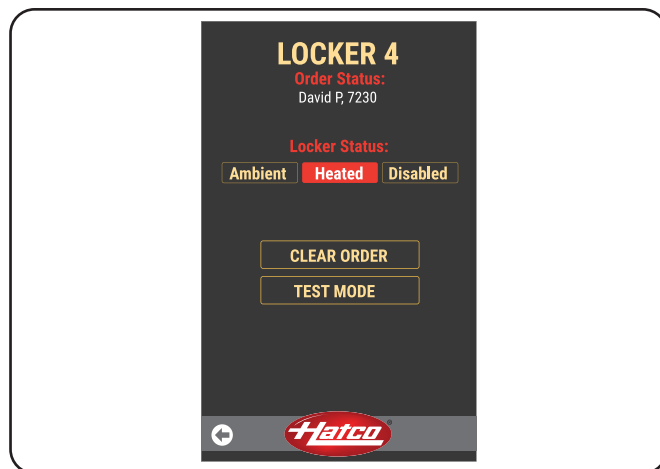 LOCKER 4
Order Status:
David P, 7230
Locker Status:
Ambient Heated Disabled
CLEAR ORDER
TEST MODE
Hatco®